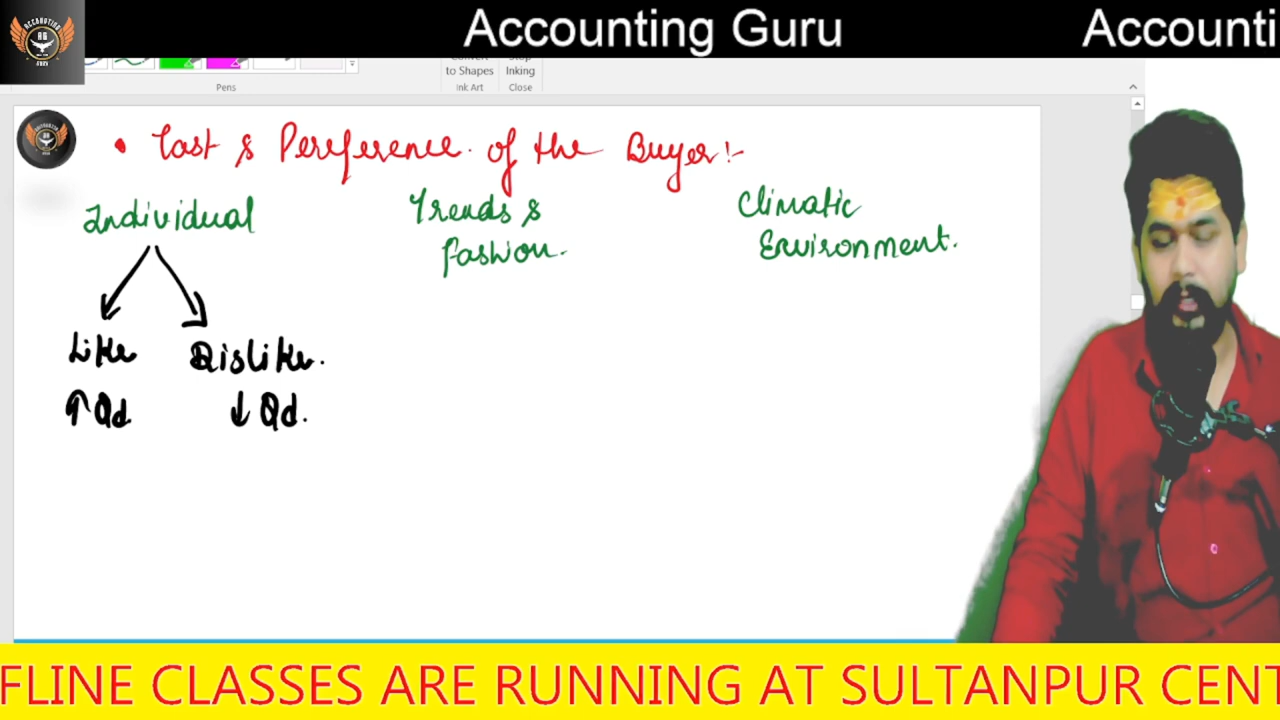 Accounting Guru
Accounti
Convert
to Shapes
Stop
Inking
Pens
Ink Art
Close
• Tast & Pereference. of the Buyer:-
Individual
Trends &
fashion.
Climatic
Environment.
Like
Dislike.
↑ Qd
↓ Qd.
FLINE CLASSES ARE RUNNING AT SULTANPUR CENT